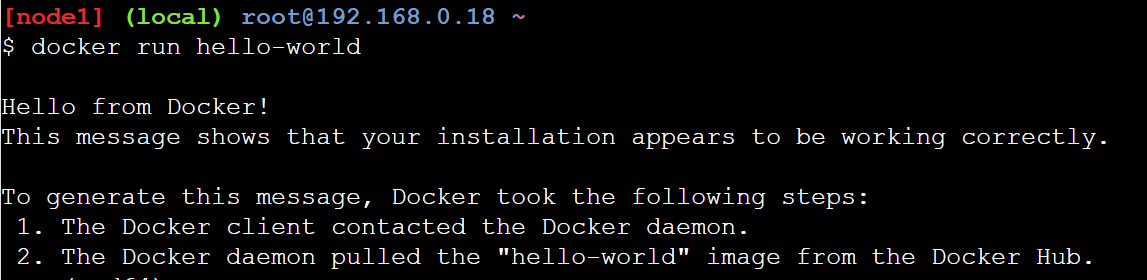 [node1] (local) root@192.168.0.18 ~
$ docker run hello-world
Hello from Docker!
This message shows that your installation appears to be working correctly.
To generate this message, Docker took the following steps:
1. The Docker client contacted the Docker daemon.
2. The Docker daemon pulled the "hello-world" image from the Docker Hub.